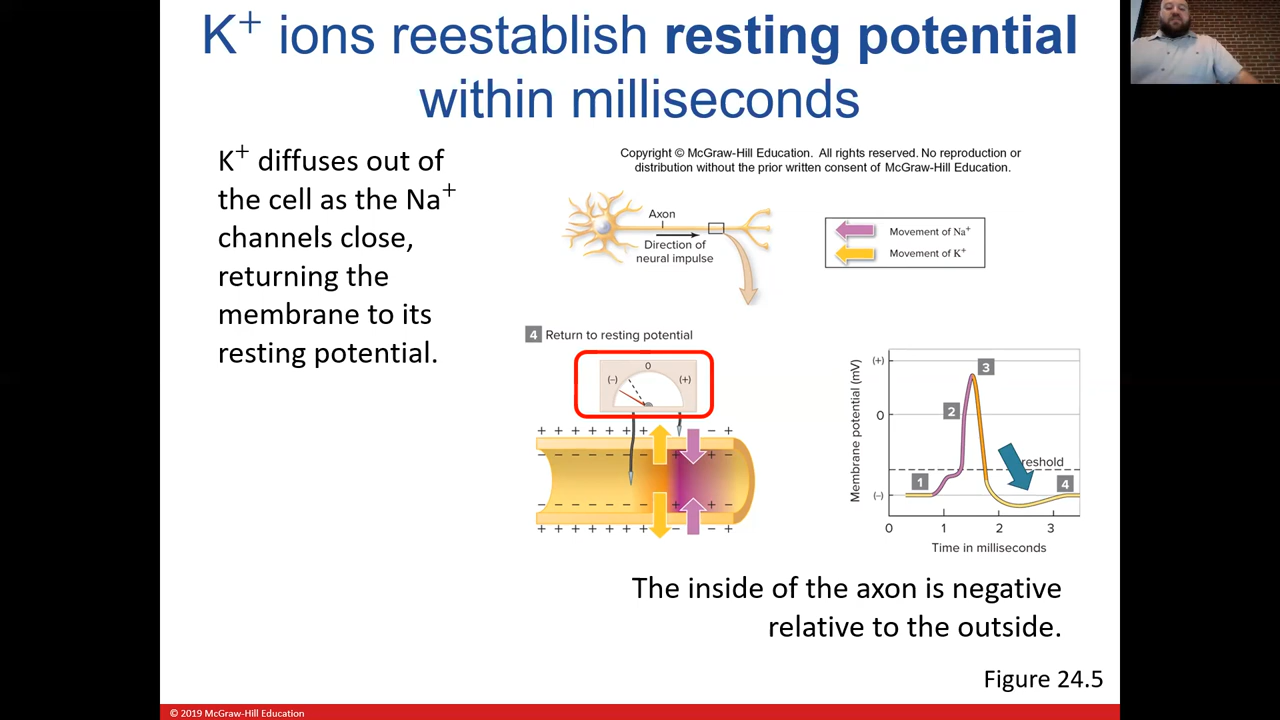 K+ ions reestablish resting potential
within milliseconds
K+ diffuses out of
the cell as the Na+
channels close,
returning the
membrane to its
resting potential.
Copyright © McGraw-Hill Education. All rights reserved. No reproduction or
distribution without the prior written consent of McGraw-Hill Education.
Axon
Direction of
neural impulse
Movement of Na+
Movement of K+
4 Return to resting potential
0
(–) (+)
+ + + + + + + + + – + – +
– – – – – – – – + – + –
– – – – – – – – + – + –
+ + + + + + + + + – + – +
Membrane potential (mV)
(+)
0
(–)
1
2
3
4
reshold
0 1 2 3
Time in milliseconds
The inside of the axon is negative
relative to the outside.
Figure 24.5
© 2019 McGraw-Hill Education